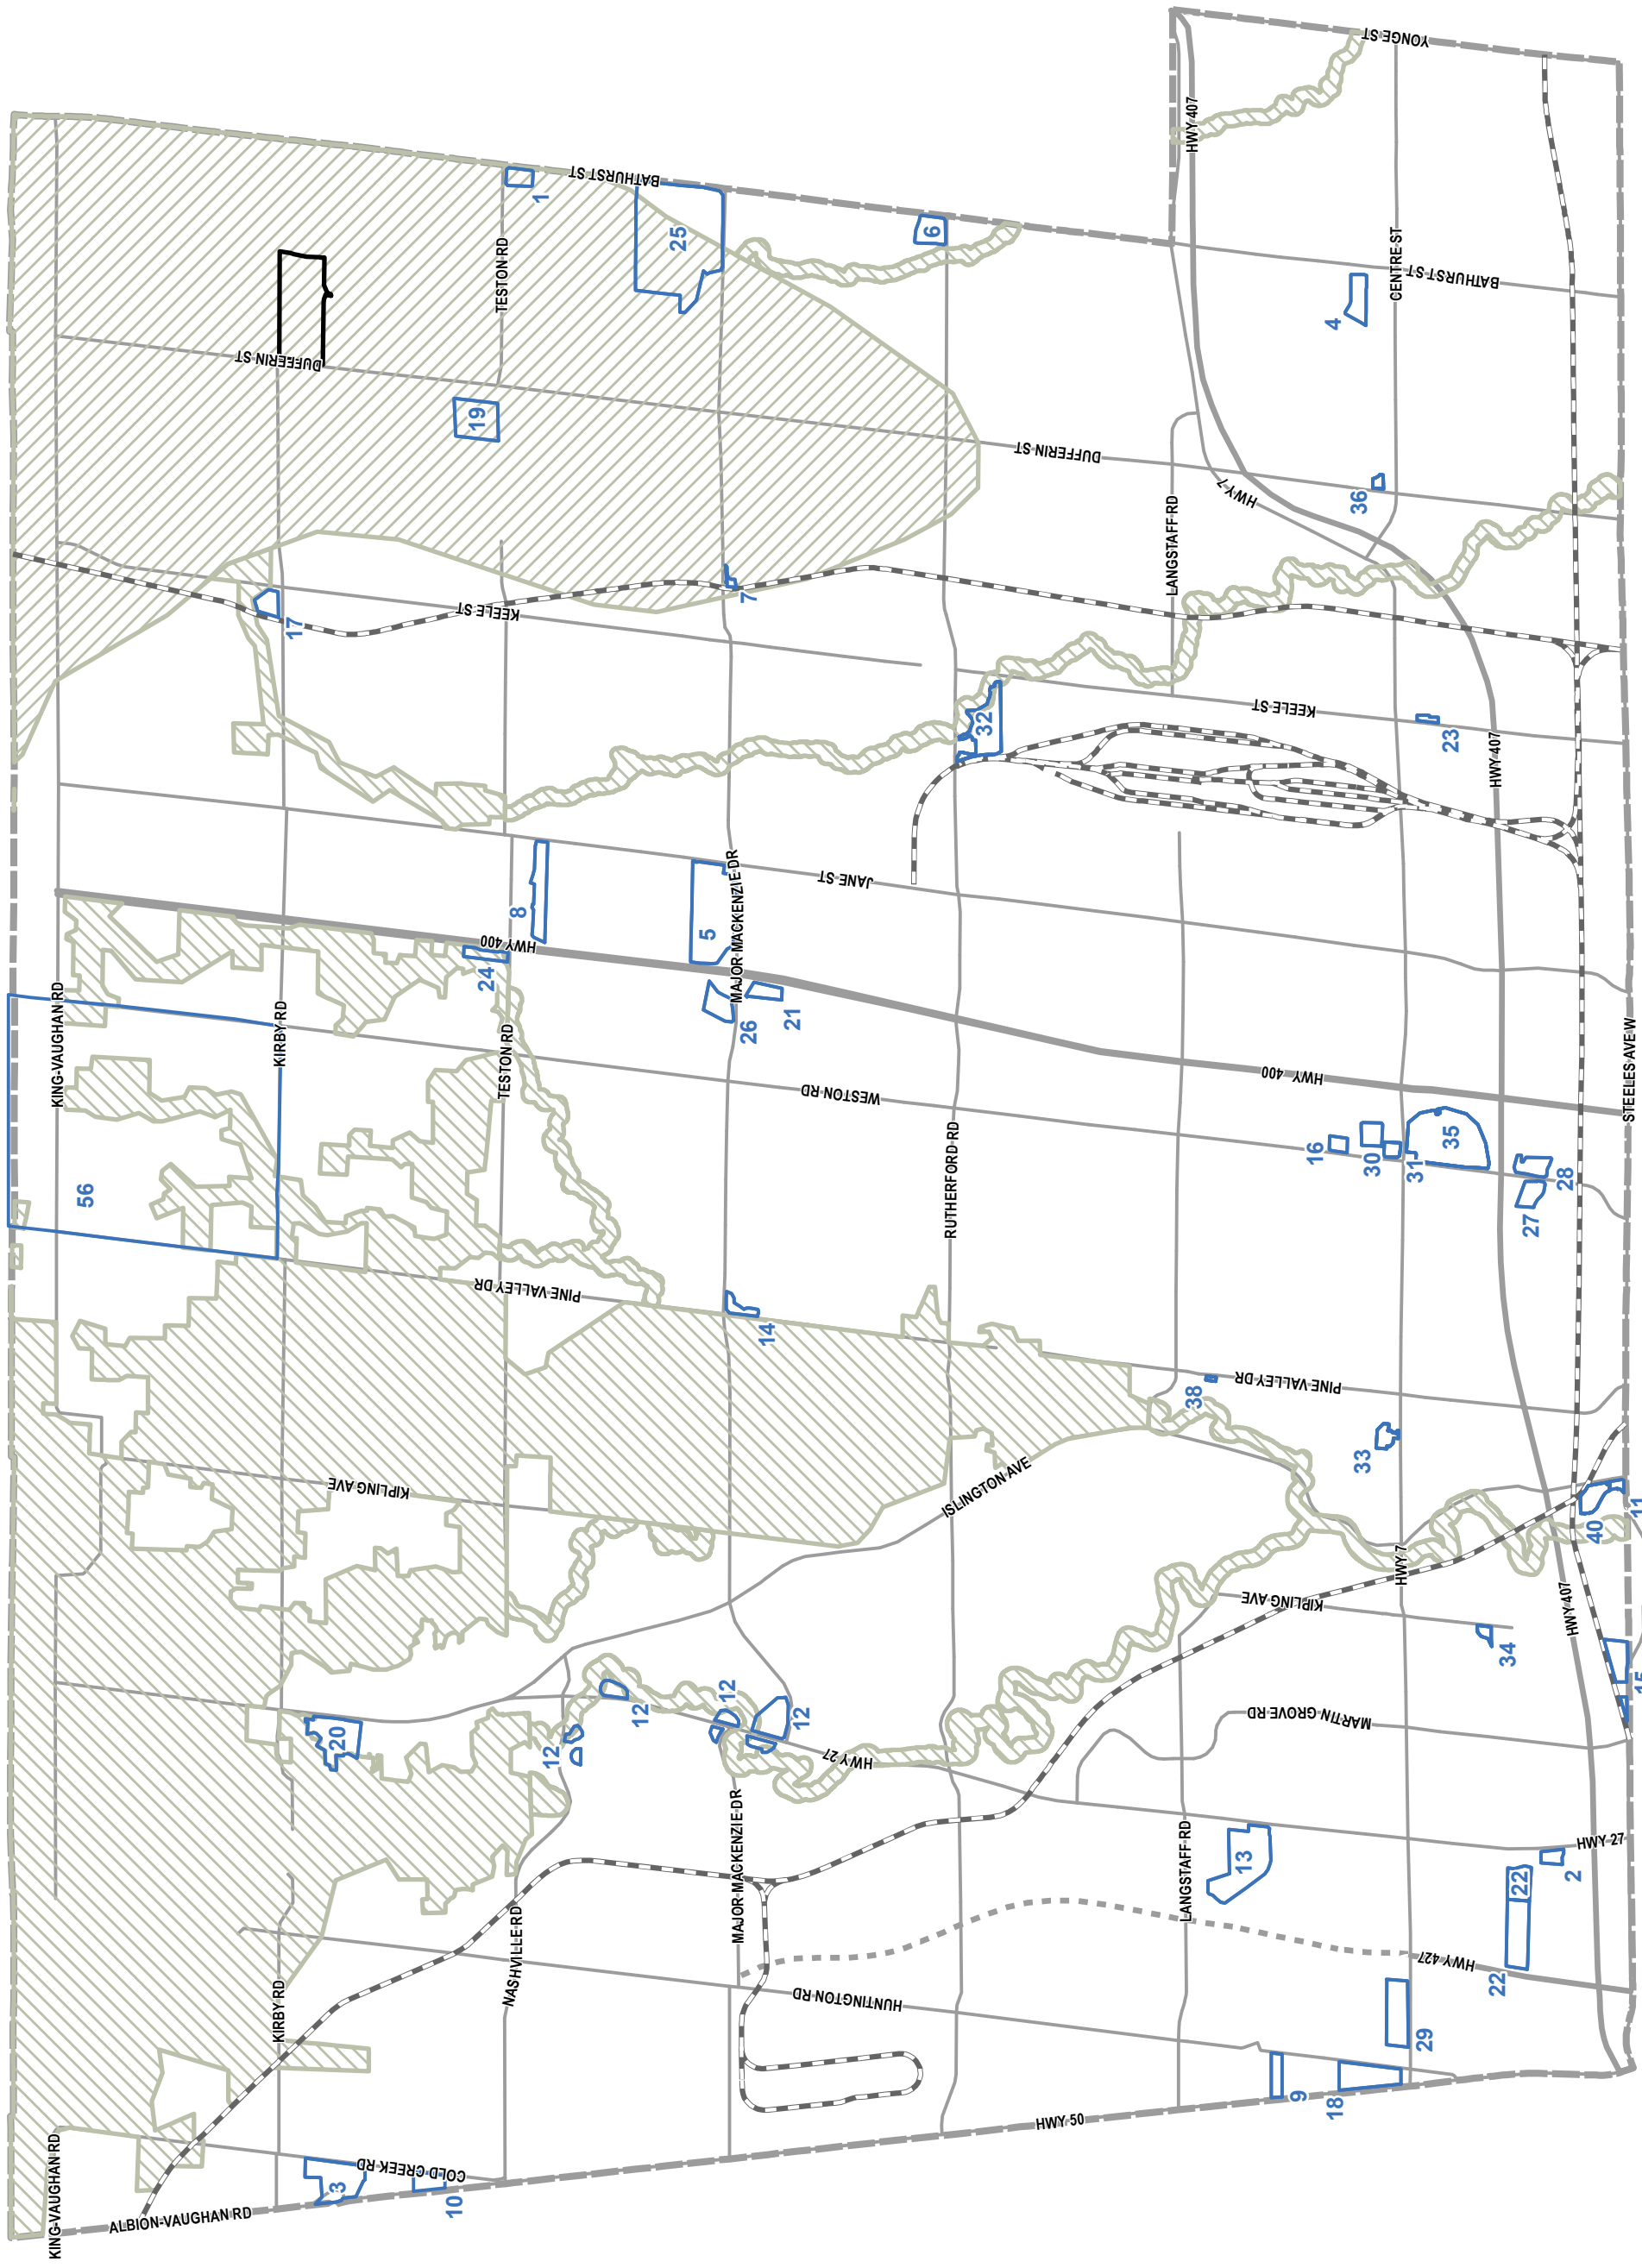 YONGE ST
HWY 407
BATHURST ST
1
TESTON RD
25
6
CENTRE ST
BATHURST ST
4
DUFFERIN ST
19
DUFFERIN ST
HWY 7
36
LANGSTAFF RD
7
17
KEELE ST
32
KEELE ST
23
HWY 407
JANE ST
8
HWY 400
24
5
MAJOR MACKENZIE DR
26
21
KING-VAUGHAN RD
KIRBY RD
TESTON RD
56
WESTON RD
HWY 400
STEELES AVE W
RUTHERFORD RD
16
30
31
35
28
27
PINE VALLEY DR
14
38
PINE VALLEY DR
33
KIPLING AVE
ISLINGTON AVE
40
11
HWY 7
KIPLING AVE
HWY 407
34
15
20
12
12
12
12
HWY 27
MARTIN GROVE RD
MAJOR MACKENZIE DR
LANGSTAFF RD
13
HWY 27
2
22
22
HWY 427
NASHVILLE RD
KIRBY RD
HUNTINGTON RD
29
9
18
HWY 50
KING-VAUGHAN RD
COLD CREEK RD
3
10
ALBION-VAUGHAN RD